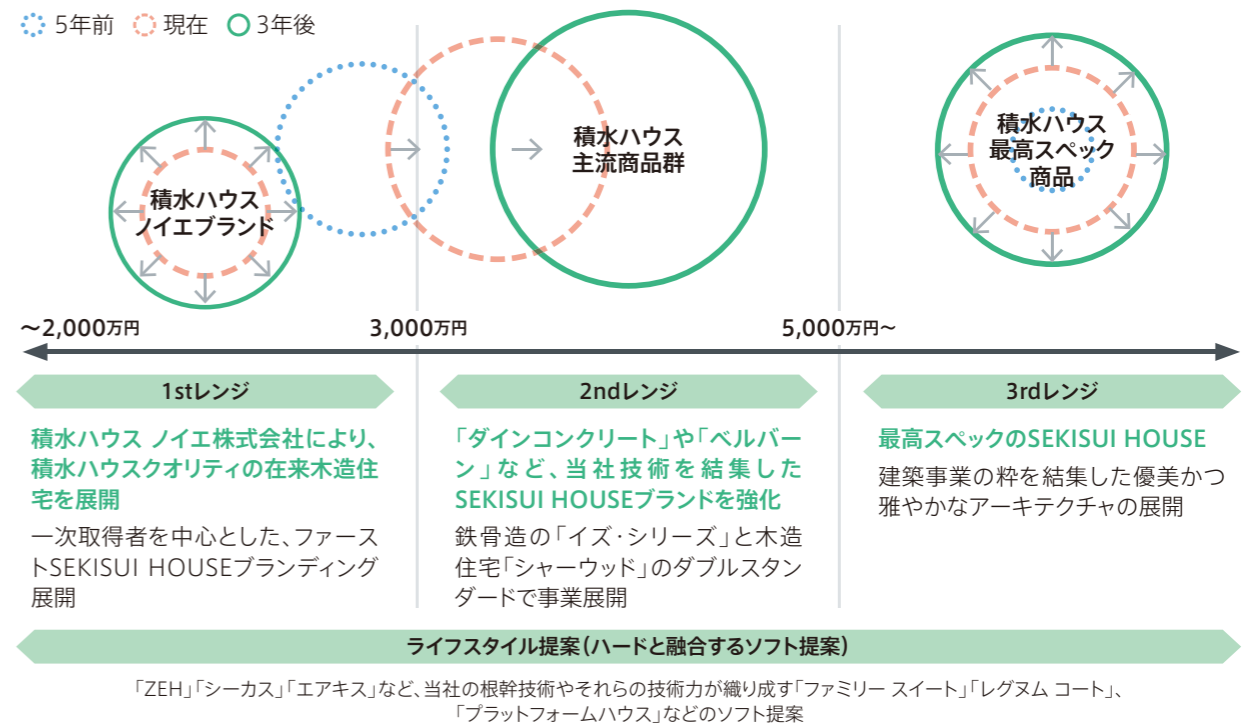 5年前 現在 3年後
積水ハウス
ノイエブランド
積水ハウス
主流商品群
積水ハウス
最高スペック
商品
～2,000万円 3,000万円 5,000万円～
1stレンジ
積水ハウス ノイエ株式会社により、
積水ハウスクオリティの在来木造住
宅を展開
一次取得者を中心とした、ファース
トSEKISUI HOUSEブランディング
展開
2ndレンジ
「ダインコンクリート」や「ベルバー
ン」など、当社技術を結集した
SEKISUI HOUSEブランドを強化
鉄骨造の「イズ・シリーズ」と木造
住宅「シャーウッド」のダブルスタン
ダードで事業展開
3rdレンジ
最高スペックのSEKISUI HOUSE
建築事業の粋を結集した優美かつ
雅やかなアーキテクチャの展開
ライフスタイル提案（ハードと融合するソフト提案）
「ZEH」「シーカス」「エアキス」など、当社の根幹技術やそれらの技術力が織り成す「ファミリー スイート」「レグヌム コート」、
「プラットフォームハウス」などのソフト提案